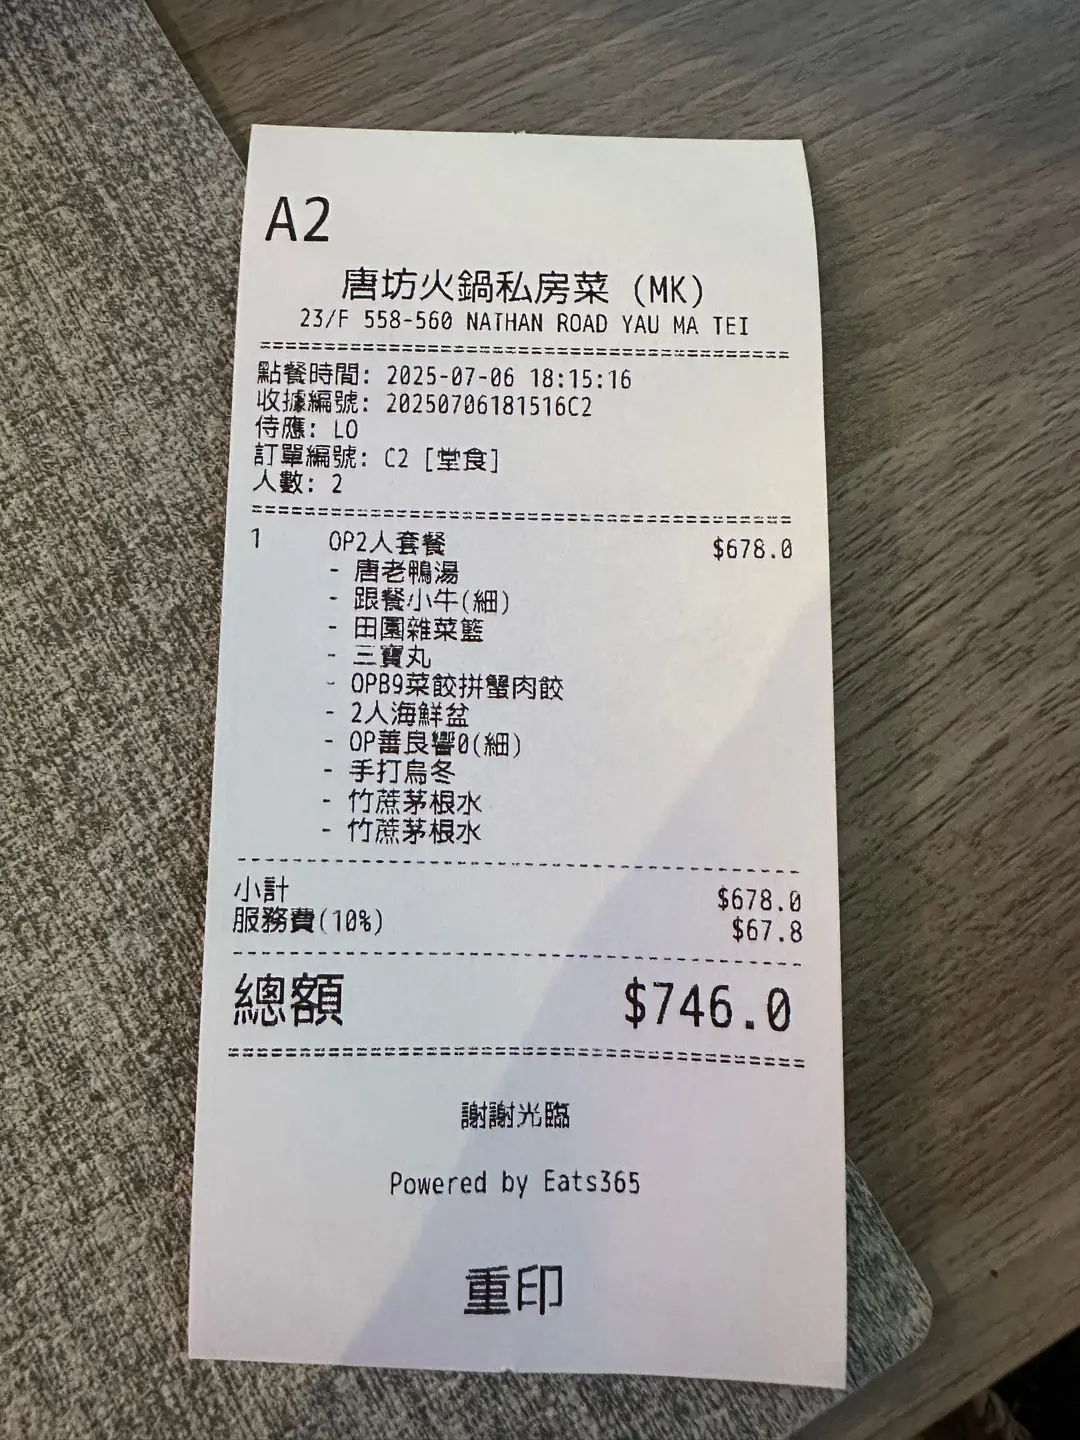 A2
唐坊火鍋私房菜 (MK)
23/F 558-560 NATHAN ROAD YAU MA TEI
點餐時間: 2025-07-06 18:15:16
收據編號: 20250706181516C2
侍應: LO
訂單編號: C2 [堂食]
人數: 2
1 OP2人套餐 $678.0
- 唐老鴨湯
- 跟餐小牛(細)
- 田園雜菜籃
- 三寶丸
- OPB9菜餃拼蟹肉餃
- 2人海鮮盆
- OP善良響0(細)
- 手打烏冬
- 竹蔗茅根水
- 竹蔗茅根水
小計 $678.0
服務費(10%) $67.8
總額 $746.0
謝謝光臨
Powered by Eats365
重印